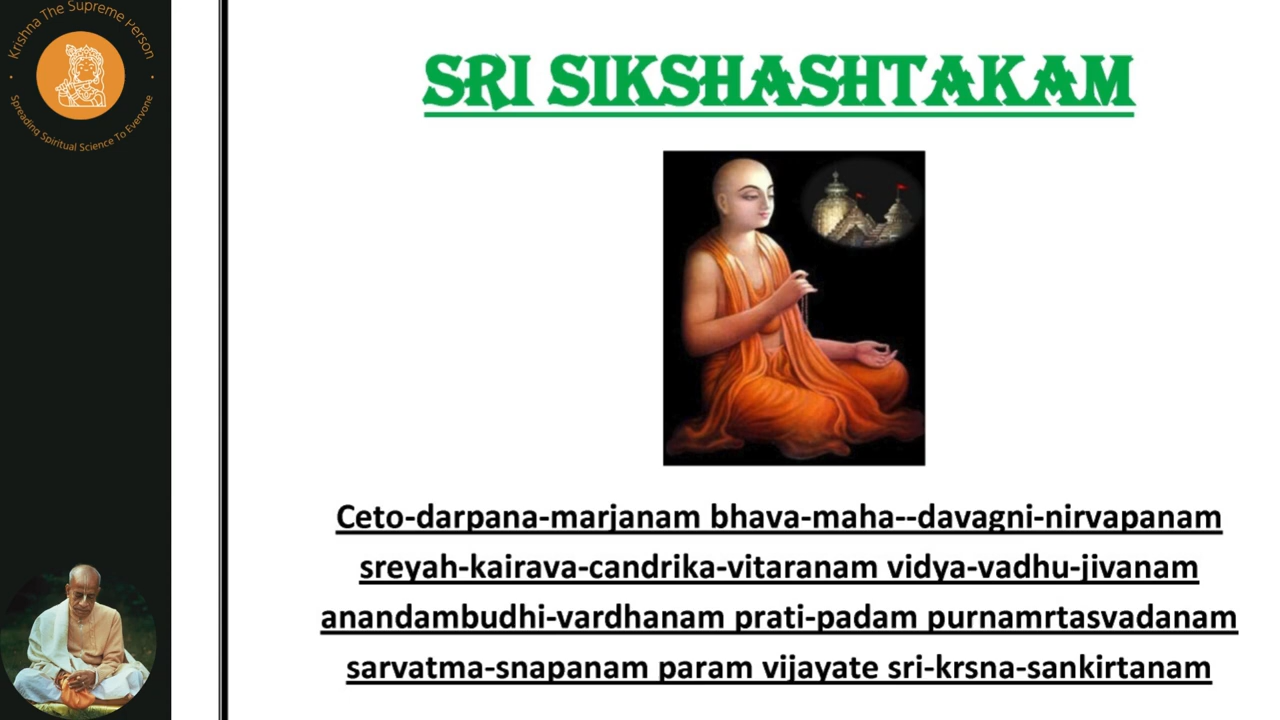 Krishna The Supreme Person
Spreading Spiritual Science To Everyone
SRI SIKSHASHTAKAM
Ceto-darpana-marjanam bhava-maha--davagni-nirvapanam
sreyah-kairava-candrika-vitaranam vidya-vadhu-jivanam
anandambudhi-vardhanam prati-padam purnamrtasvadanam
sarvatma-snapanam param vijayate sri-krsna-sankirtanam